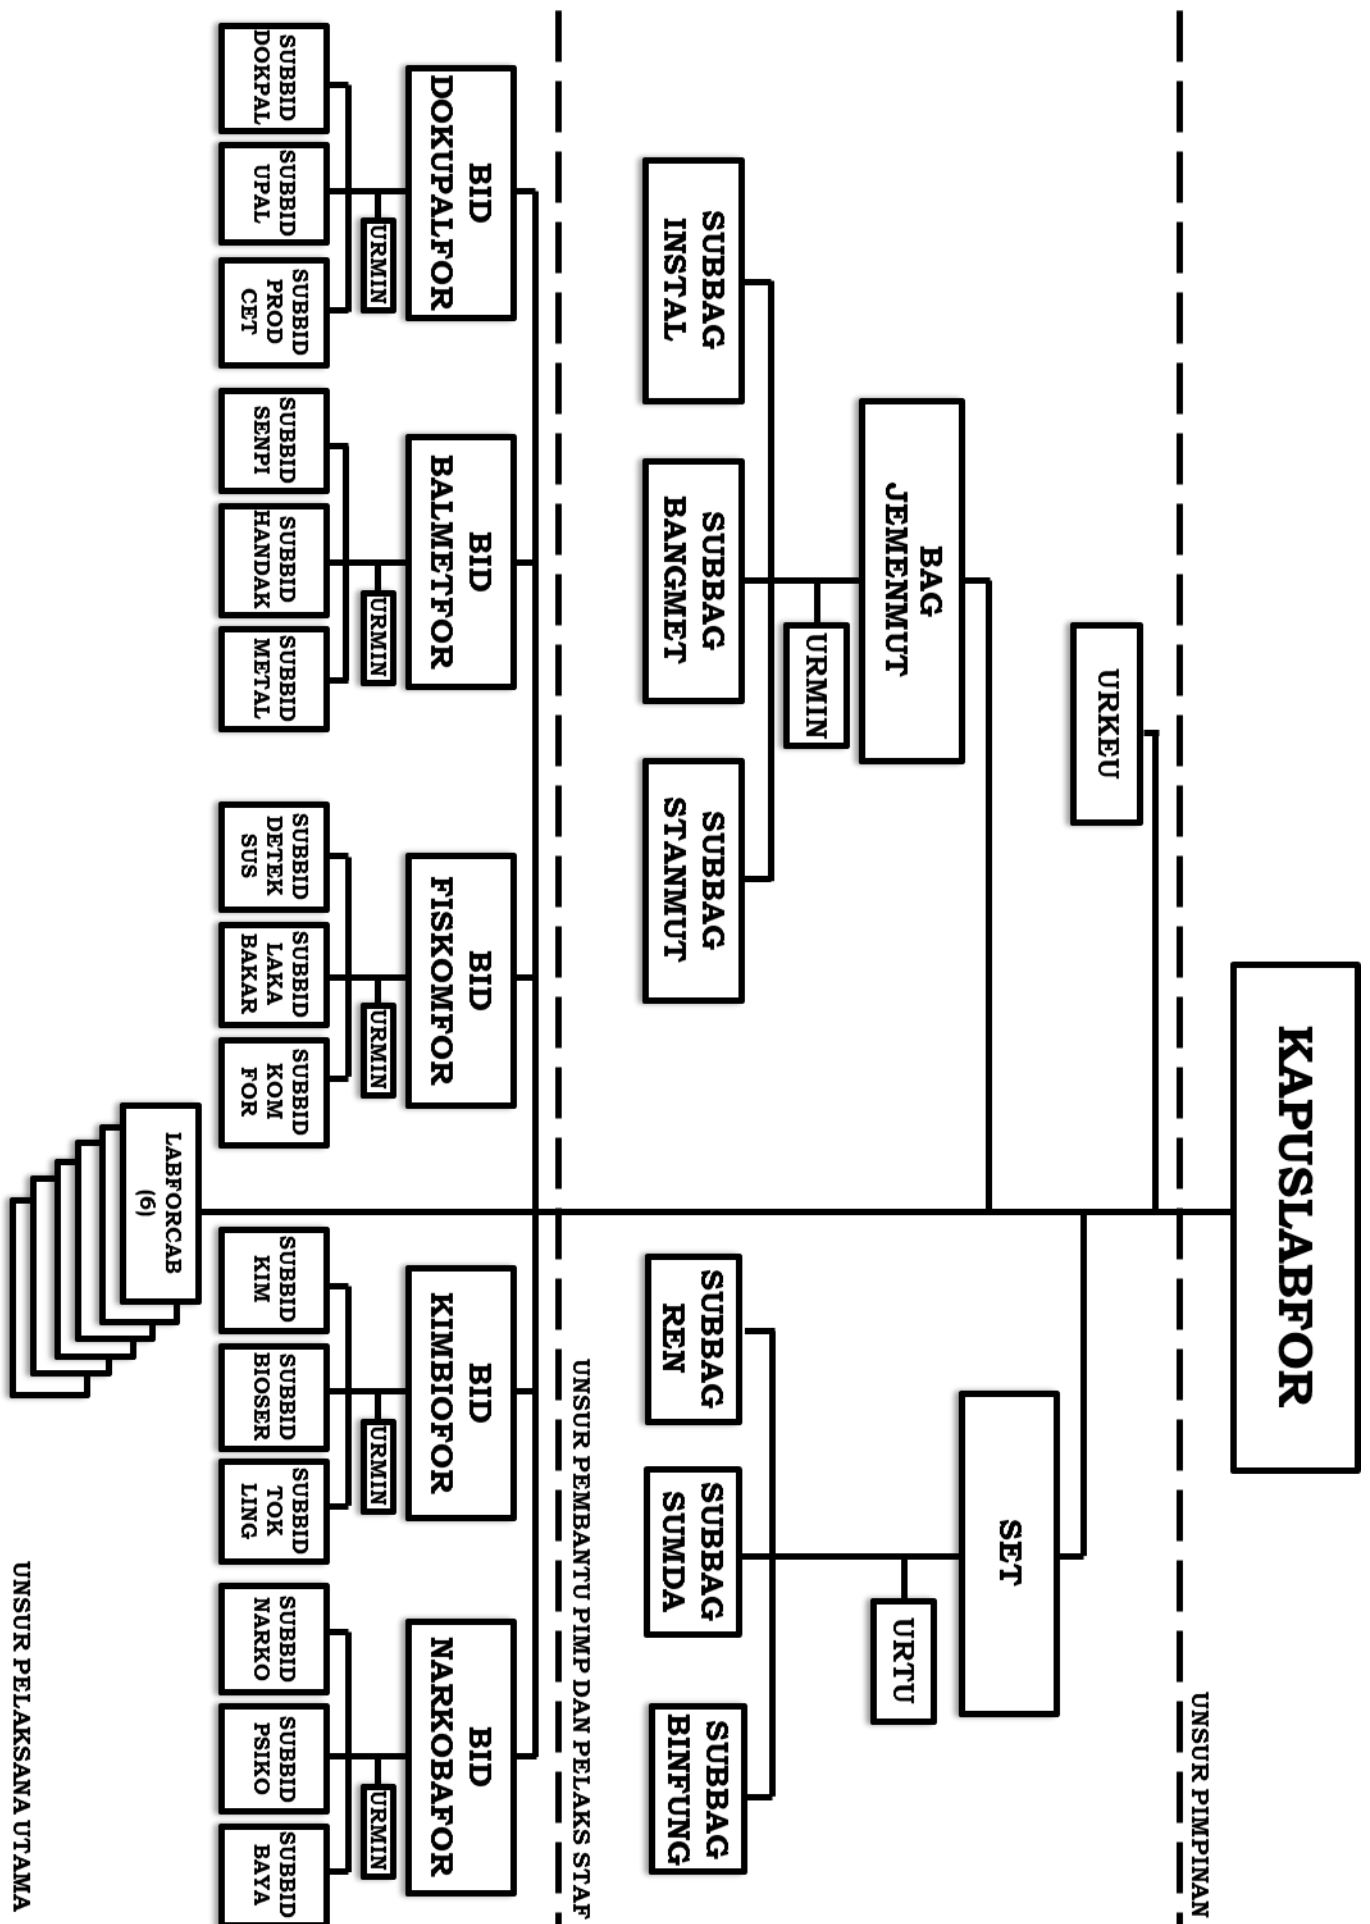 KAPUSLABFOR
UNSUR PIMPINAN
URKEU
SET
BAG
JEMENMUT
URTU
URMIN
SUBBAG
INSTAL
SUBBAG
BANGMET
SUBBAG
STANMUT
SUBBAG
REN
SUBBAG
SUMDA
SUBBAG
BINFUNG
UNSUR PEMBANTU PIMP DAN PELAKS STAF
BID
DOKUPALFOR
BID
BALMETFOR
BID
FISKOMFOR
BID
KIMBIOFOR
BID
NARKOBAFOR
URMIN
URMIN
URMIN
URMIN
URMIN
SUBBID
DOKPAL
SUBBID
UPAL
SUBBID
PROD
CET
SUBBID
SENPI
SUBBID
HANDAK
SUBBID
METAL
SUBBID
DETEK
SUS
SUBBID
LAKA
BAKAR
SUBBID
KOM
FOR
SUBBID
KIM
SUBBID
BIOSER
SUBBID
TOK
LING
SUBBID
NARKO
SUBBID
PSIKO
SUBBID
BAYA
LABFORCAB
(6)
UNSUR PELAKSANA UTAMA